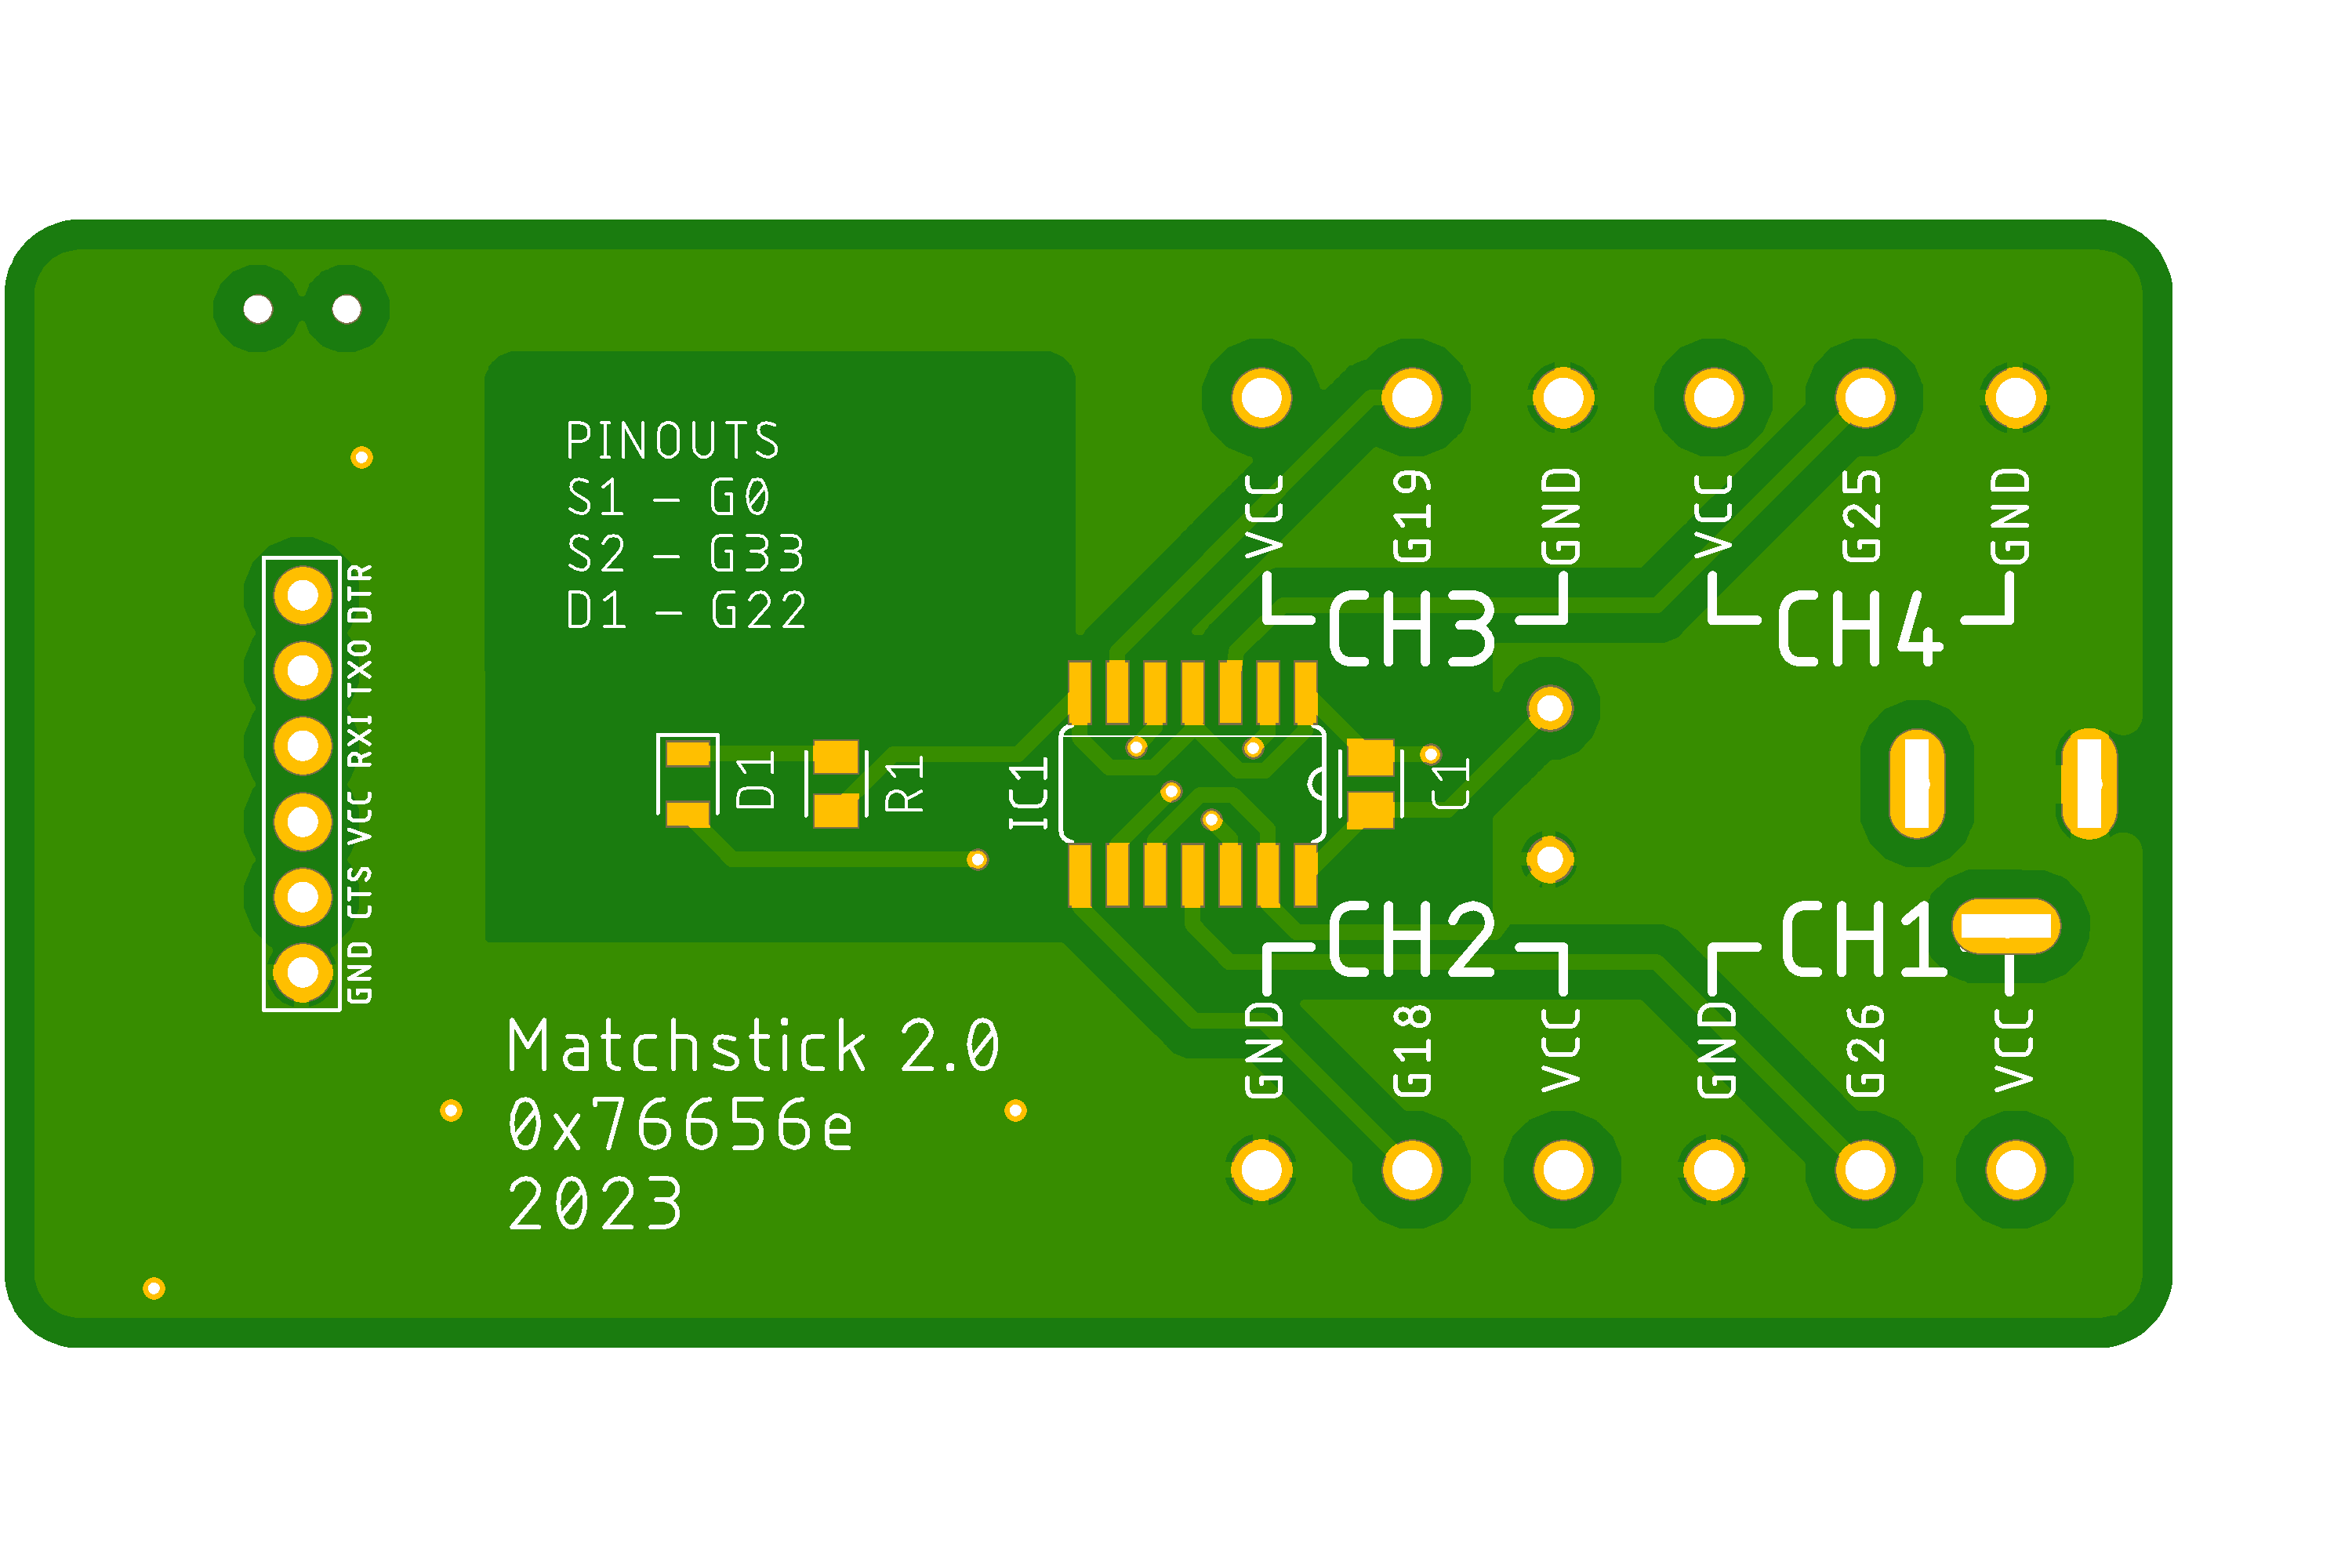 PINOUTS
S1 - G0
S2 - G33
D1 - G22
VCC
G19
GND
VCC
G25
GND
CH3
CH4
DTR
TXO
RXI
VCC
CTS
GND
D1
R1
IC1
C1
CH2
CH1
GND
G18
VCC
GND
G26
VCC
Matchstick 2.0
0x76656e
2023